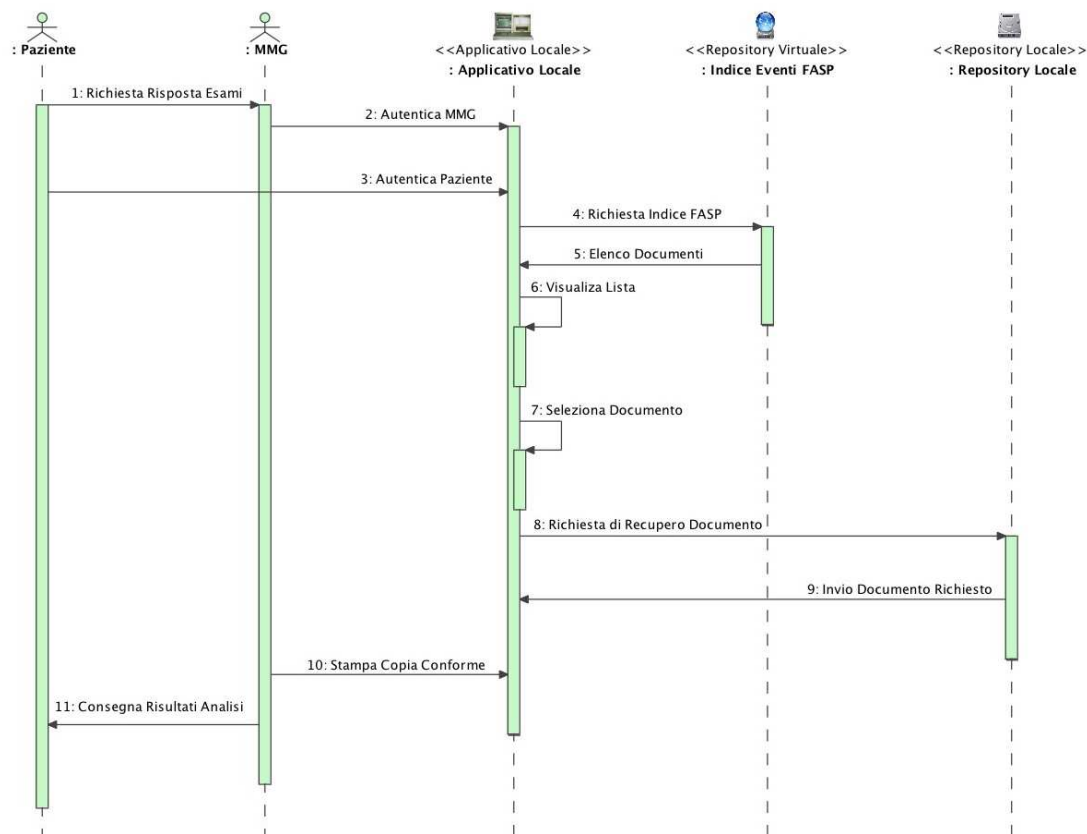 : Paziente
: MMG
<<Applicativo Locale>>
: Applicativo Locale
<<Repository Virtuale>>
: Indice Eventi FASP
<<Repository Locale>>
: Repository Locale
1: Richiesta Risposta Esami
2: Autentica MMG
3: Autentica Paziente
4: Richiesta Indice FASP
5: Elenco Documenti
6: Visualiza Lista
7: Seleziona Documento
8: Richiesta di Recupero Documento
9: Invio Documento Richiesto
10: Stampa Copia Conforme
11: Consegna Risultati Analisi